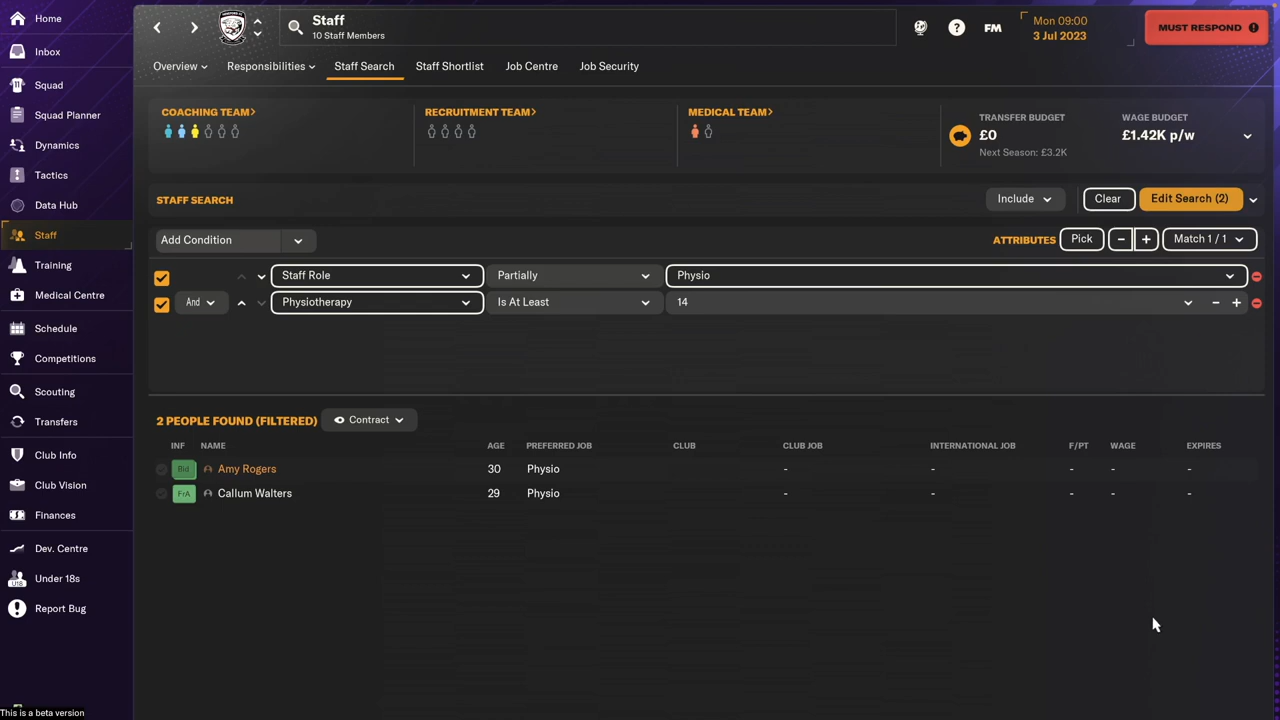 Home
Inbox
Squad
Squad Planner
Dynamics
Tactics
Data Hub
Staff
Training
Medical Centre
Schedule
Competitions
Scouting
Transfers
Club Info
Club Vision
Finances
Dev. Centre
Under 18s
Report Bug
This is a beta version
Staff
10 Staff Members
FM
Mon 09:00
3 Jul 2023
MUST RESPOND
Overview Responsibilities Staff Search Staff Shortlist Job Centre Job Security
COACHING TEAM>
RECRUITMENT TEAM>
MEDICAL TEAM>
TRANSFER BUDGET
£0
Next Season: £3.2K
WAGE BUDGET
£1.42K p/w
STAFF SEARCH Include Clear Edit Search (2)
Add Condition ATTRIBUTES Pick - + Match 1 / 1
Staff Role Partially Physio
And Physiotherapy Is At Least 14 - +
2 PEOPLE FOUND (FILTERED) Contract
INF NAME AGE PREFERRED JOB CLUB CLUB JOB INTERNATIONAL JOB F/PT WAGE EXPIRES
Bid Amy Rogers 30 Physio - - - - -
FrA Callum Walters 29 Physio - - - - -